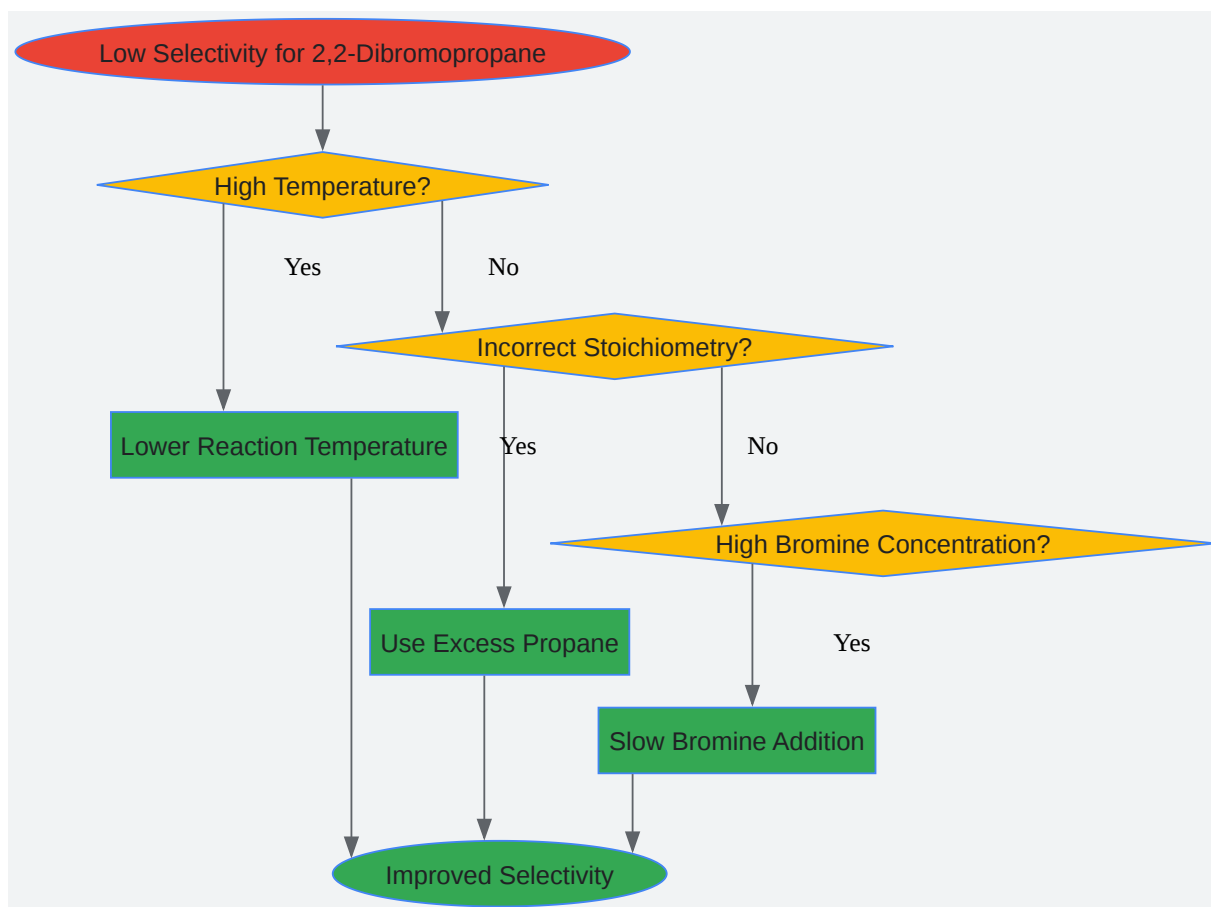 Low Selectivity for 2,2-Dibromopropane
High Temperature?
Yes
No
Incorrect Stoichiometry?
Lower Reaction Temperature
Yes
No
High Bromine Concentration?
Use Excess Propane
Yes
Slow Bromine Addition
Improved Selectivity